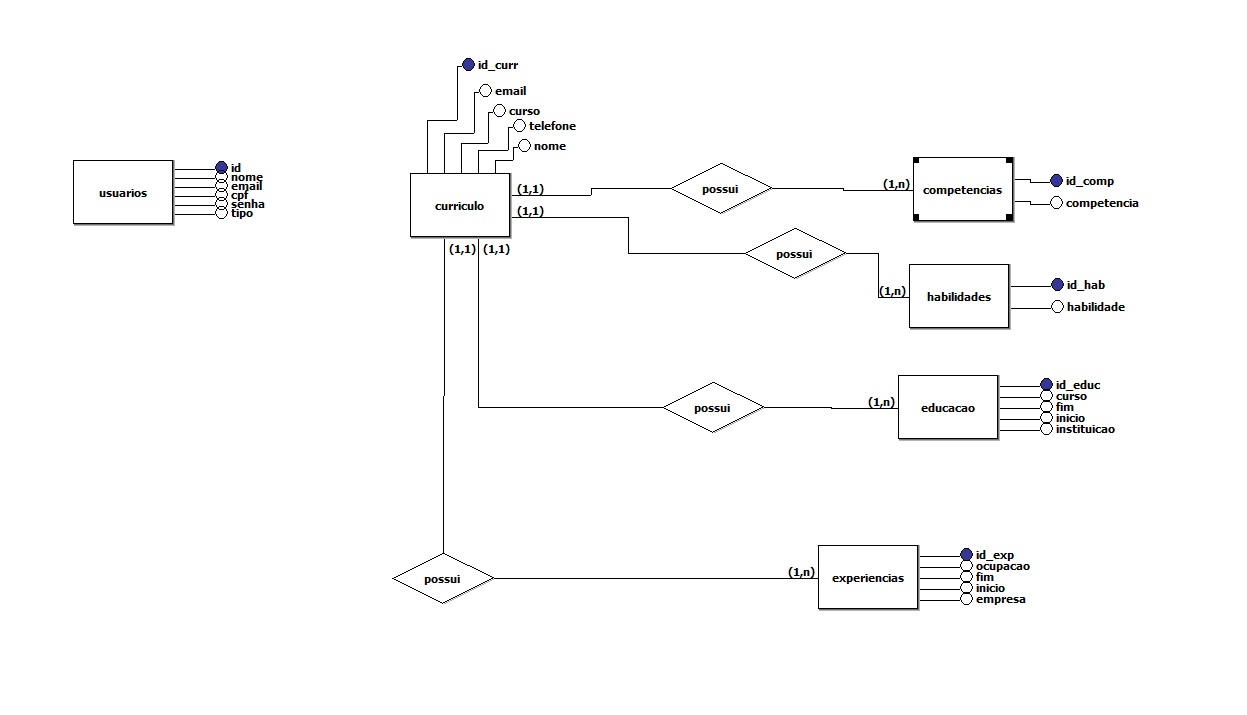 id_curr
email
curso
telefone
nome
usuarios
id
nome
email
cpf
senha
tipo
curriculo
(1,1)
(1,1)
(1,1)
(1,1)
possui
(1,n)
competencias
id_comp
competencia
possui
(1,n)
habilidades
id_hab
habilidade
possui
(1,n)
educacao
id_educ
curso
fim
inicio
instituicao
possui
(1,n)
experiencias
id_exp
ocupacao
fim
inicio
empresa